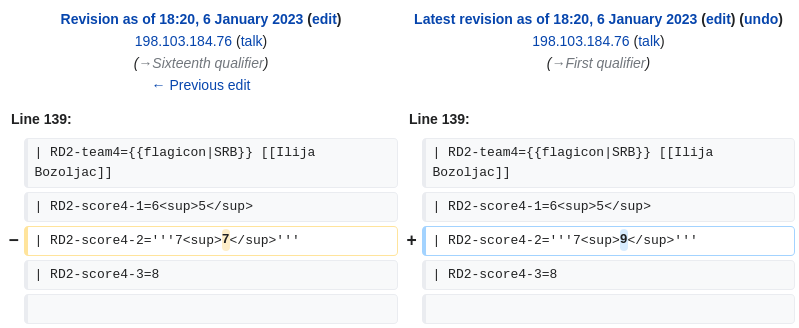 Revision as of 18:20, 6 January 2023 (edit)
198.103.184.76 (talk)
(→Sixteenth qualifier)
← Previous edit
Latest revision as of 18:20, 6 January 2023 (edit) (undo)
198.103.184.76 (talk)
(→First qualifier)
Line 139:
Line 139:
| RD2-team4={{flagicon|SRB}} [[Ilija
Bozoljac]]
| RD2-team4={{flagicon|SRB}} [[Ilija
Bozoljac]]
| RD2-score4-1=6<sup>5</sup>
| RD2-score4-1=6<sup>5</sup>
− | RD2-score4-2='''7<sup>7</sup>'''
+ | RD2-score4-2='''7<sup>9</sup>'''
| RD2-score4-3=8
| RD2-score4-3=8